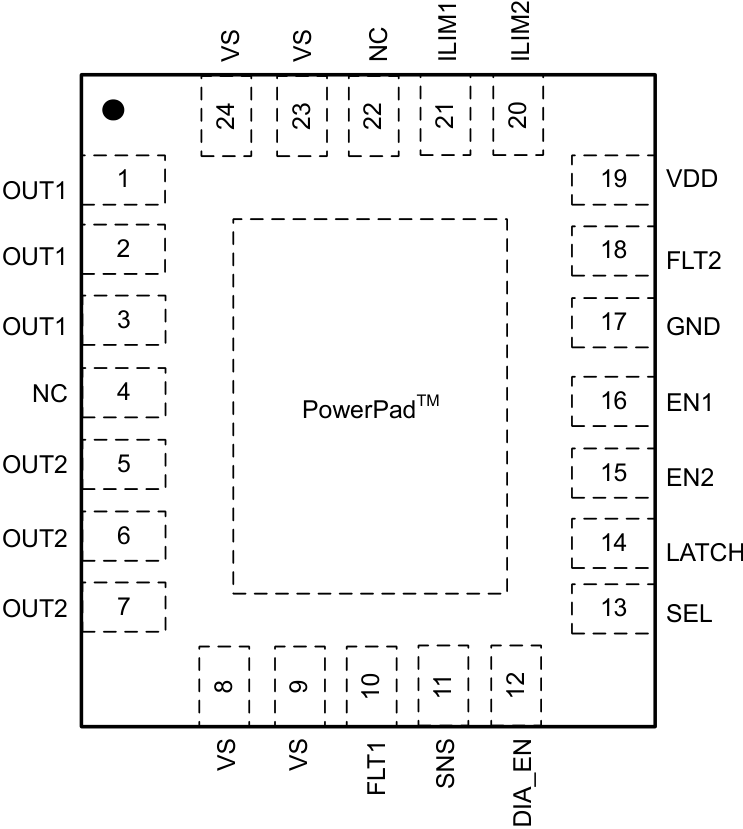 VS
VS
NC
ILIM1
ILIM2
24
23
22
21
20
OUT1
1
19
VDD
OUT1
2
18
FLT2
OUT1
3
17
GND
NC
4
16
EN1
PowerPad™
OUT2
5
15
EN2
OUT2
6
14
LATCH
OUT2
7
13
SEL
8
9
10
11
12
VS
VS
FLT1
SNS
DIA_EN